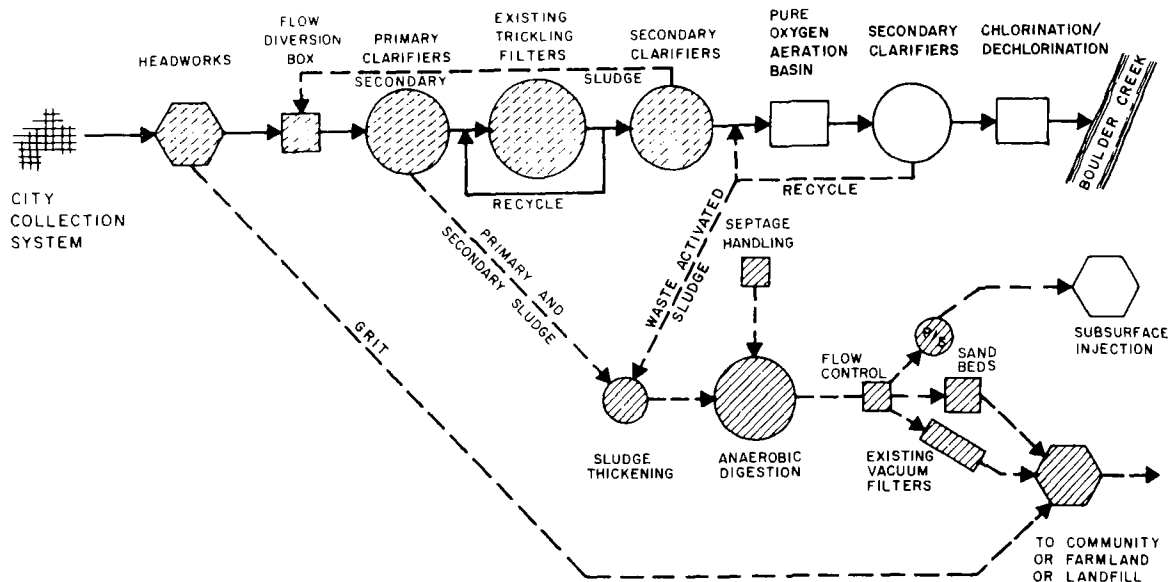 HEADWORKS
FLOW
DIVERSION
BOX
PRIMARY
CLARIFIERS
SECONDARY
EXISTING
TRICKLING
FILTERS
SLUDGE
SECONDARY
CLARIFIERS
PURE
OXYGEN
AERATION
BASIN
SECONDARY
CLARIFIERS
CHLORINATION/
DECHLORINATION
BOULDER CREEK
CITY
COLLECTION
SYSTEM
RECYCLE
RECYCLE
PRIMARY AND
SECONDARY SLUDGE
WASTE ACTIVATED
SLUDGE
SEPTAGE
HANDLING
GRIT
P/S
SUBSURFACE
INJECTION
FLOW
CONTROL
SAND
BEDS
SLUDGE
THICKENING
ANAEROBIC
DIGESTION
EXISTING
VACUUM
FILTERS
TO COMMUNITY
OR FARMLAND
OR LANDFILL